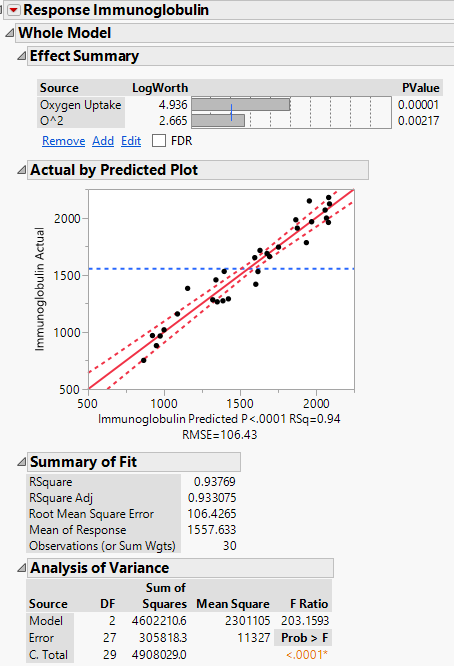 Response Immunoglobulin
Whole Model
Effect Summary
Source LogWorth PValue
Oxygen Uptake 4.936 0.00001
O^2 2.665 0.00217
Remove Add Edit FDR
Actual by Predicted Plot
Immunoglobulin Actual
2000
1500
1000
500
500 1000 1500 2000
Immunoglobulin Predicted P<.0001 RSq=0.94
RMSE=106.43
Summary of Fit
RSquare 0.93769
RSquare Adj 0.933075
Root Mean Square Error 106.4265
Mean of Response 1557.633
Observations (or Sum Wgts) 30
Analysis of Variance
Sum of
Source DF Squares Mean Square F Ratio
Model 2 4602210.6 2301105 203.1593
Error 27 305818.3 11327 Prob > F
C. Total 29 4908029.0 <.0001*